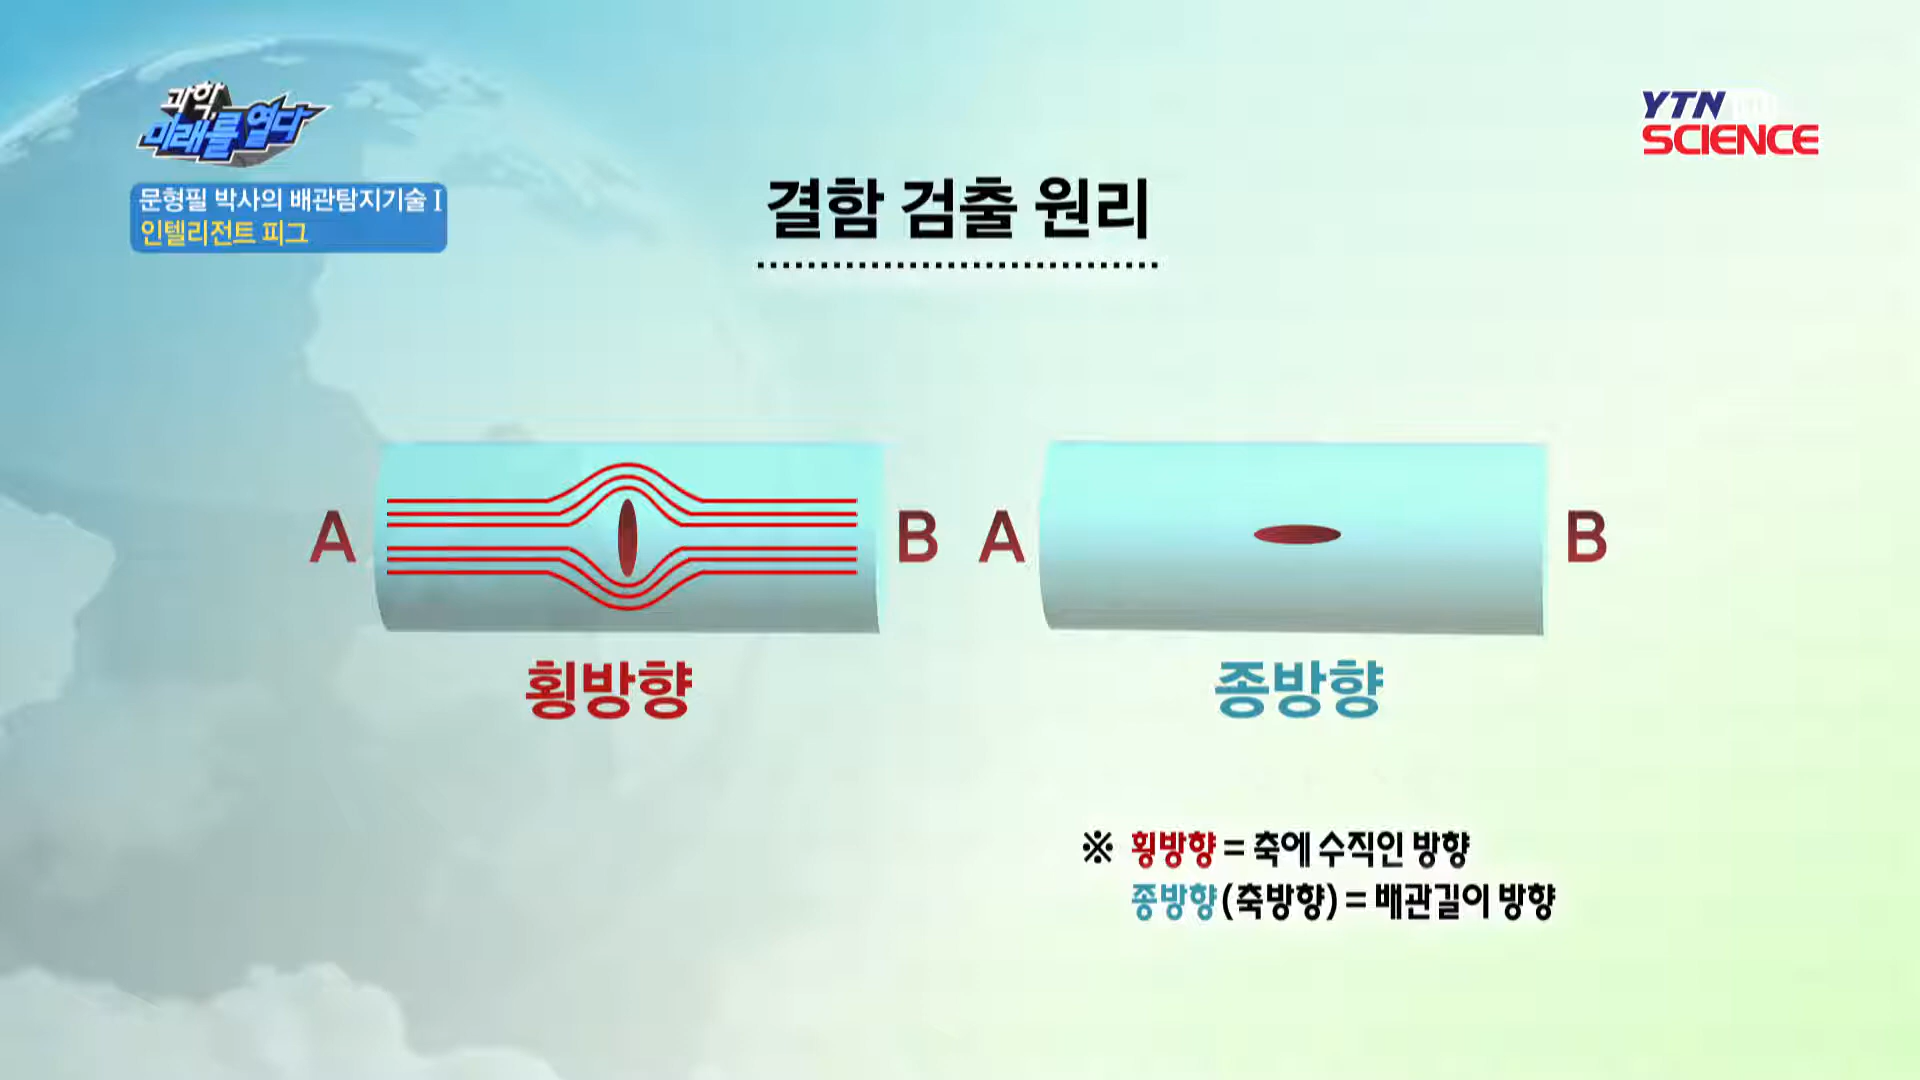 과학,
미래를 열다
YTN
SCIENCE
문형필 박사의 배관탐지기술 I
인텔리전트 피그
결함 검출 원리
A B A B
횡방향 종방향
※ 횡방향 = 축에 수직인 방향
종방향(축방향) = 배관길이 방향